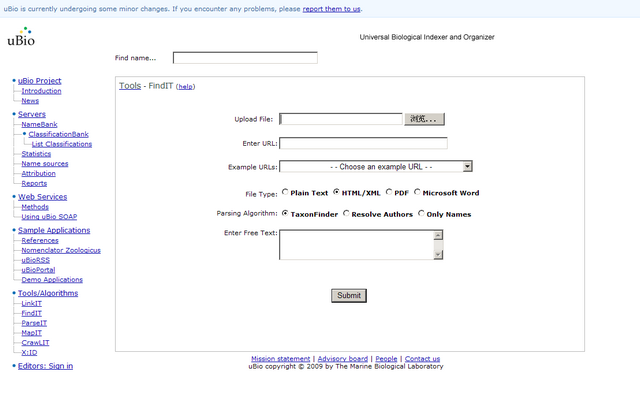 uBio is currently undergoing some minor changes. If you encounter any problems, please report them to us.
uBio
Universal Biological Indexer and Organizer
Find name...
uBio Project
Introduction
News
Servers
NameBank
ClassificationBank
List Classifications
Statistics
Name sources
Attribution
Reports
Web Services
Methods
Using uBio SOAP
Sample Applications
References
Nomenclator Zoologicus
uBioRSS
uBioPortal
Demo Applications
Tools/Algorithms
LinkIT
FindIT
ParseIT
MapIT
CrawLIT
X:ID
Editors: Sign in
Tools - FindIT (help)
Upload File: 浏览...
Enter URL:
Example URLs: -- Choose an example URL --
File Type: Plain Text HTML/XML PDF Microsoft Word
Parsing Algorithm: TaxonFinder Resolve Authors Only Names
Enter Free Text:
Submit
Mission statement | Advisory board | People | Contact us
uBio copyright © 2009 by The Marine Biological Laboratory